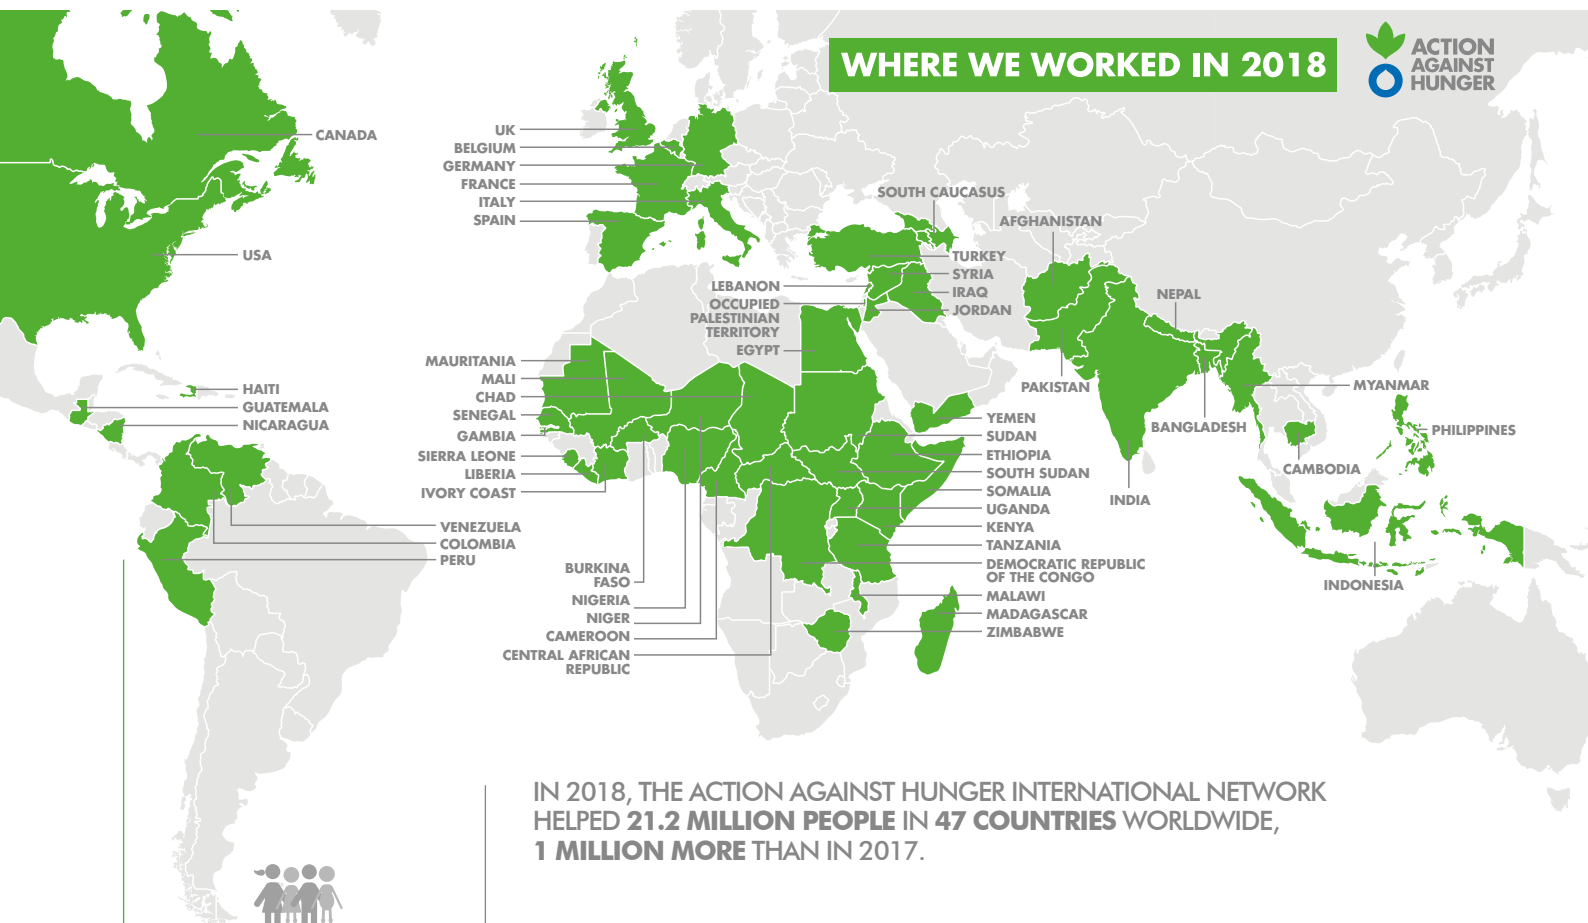 WHERE WE WORKED IN 2018
ACTION
AGAINST
HUNGER
CANADA
USA
HAITI
GUATEMALA
NICARAGUA
VENEZUELA
COLOMBIA
PERU
UK
BELGIUM
GERMANY
FRANCE
ITALY
SPAIN
SOUTH CAUCASUS
AFGHANISTAN
TURKEY
SYRIA
IRAQ
JORDAN
LEBANON
OCCUPIED
PALESTINIAN
TERRITORY
EGYPT
MAURITANIA
MALI
CHAD
SENEGAL
GAMBIA
SIERRA LEONE
LIBERIA
IVORY COAST
BURKINA
FASO
NIGERIA
NIGER
CAMEROON
CENTRAL AFRICAN
REPUBLIC
YEMEN
SUDAN
ETHIOPIA
SOUTH SUDAN
SOMALIA
UGANDA
KENYA
TANZANIA
DEMOCRATIC REPUBLIC
OF THE CONGO
MALAWI
MADAGASCAR
ZIMBABWE
NEPAL
PAKISTAN
BANGLADESH
INDIA
MYANMAR
PHILIPPINES
CAMBODIA
INDONESIA
IN 2018, THE ACTION AGAINST HUNGER INTERNATIONAL NETWORK
HELPED 21.2 MILLION PEOPLE IN 47 COUNTRIES WORLDWIDE,
1 MILLION MORE THAN IN 2017.